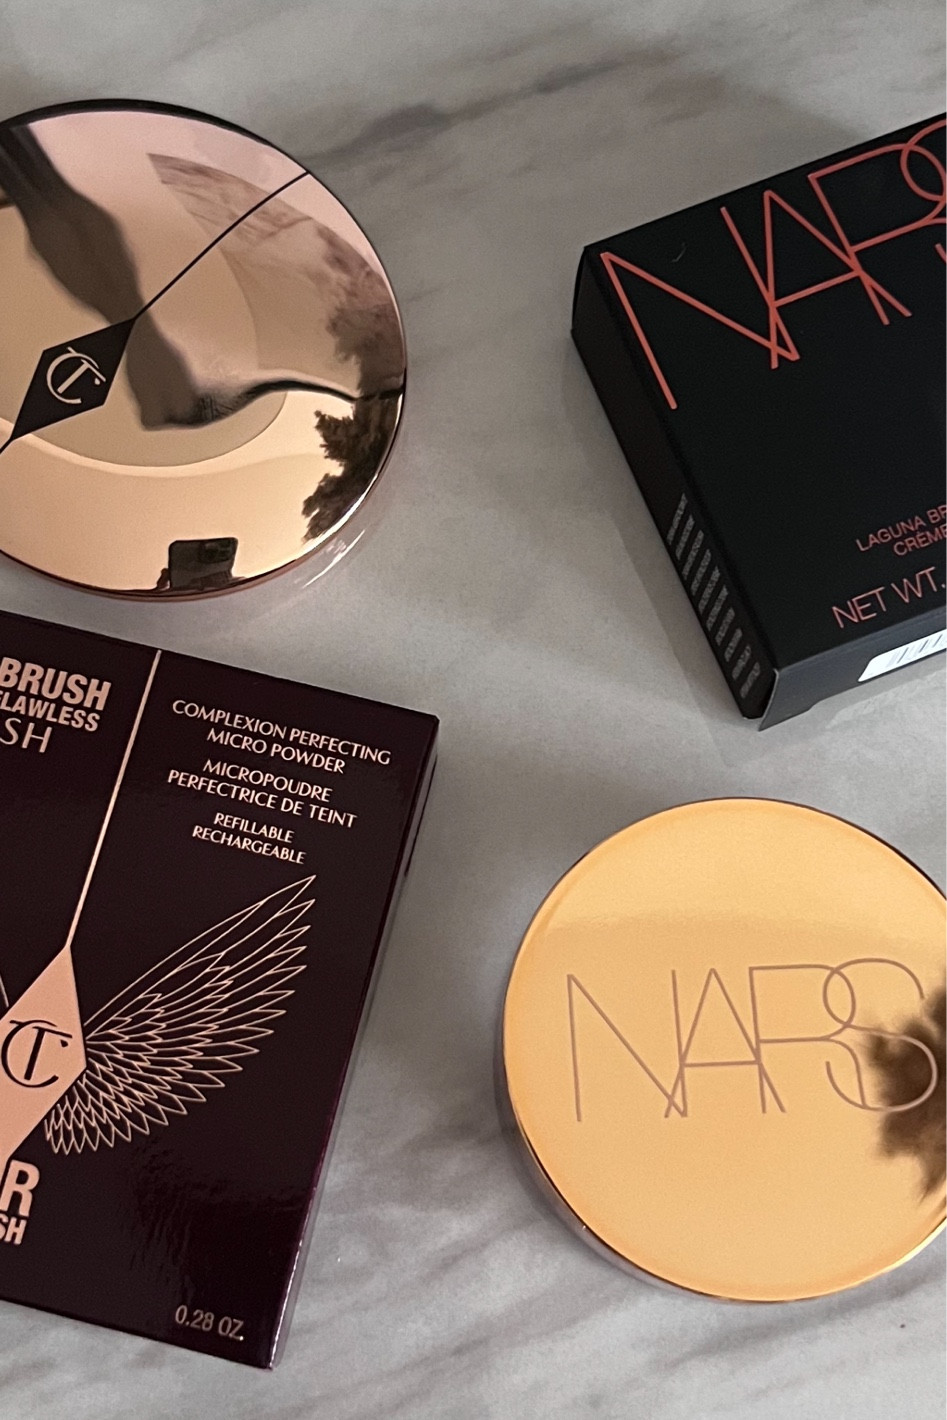 CT
NARS
LAGUNA BR
CRÈME
NET WT.
BRUSH
FLAWLESS
SH
COMPLEXION PERFECTING
MICRO POWDER
MICROPOUDRE
PERFECTRICE DE TEINT
REFILLABLE
RECHARGEABLE
CT
R
SH
0.28 OZ.
NARS